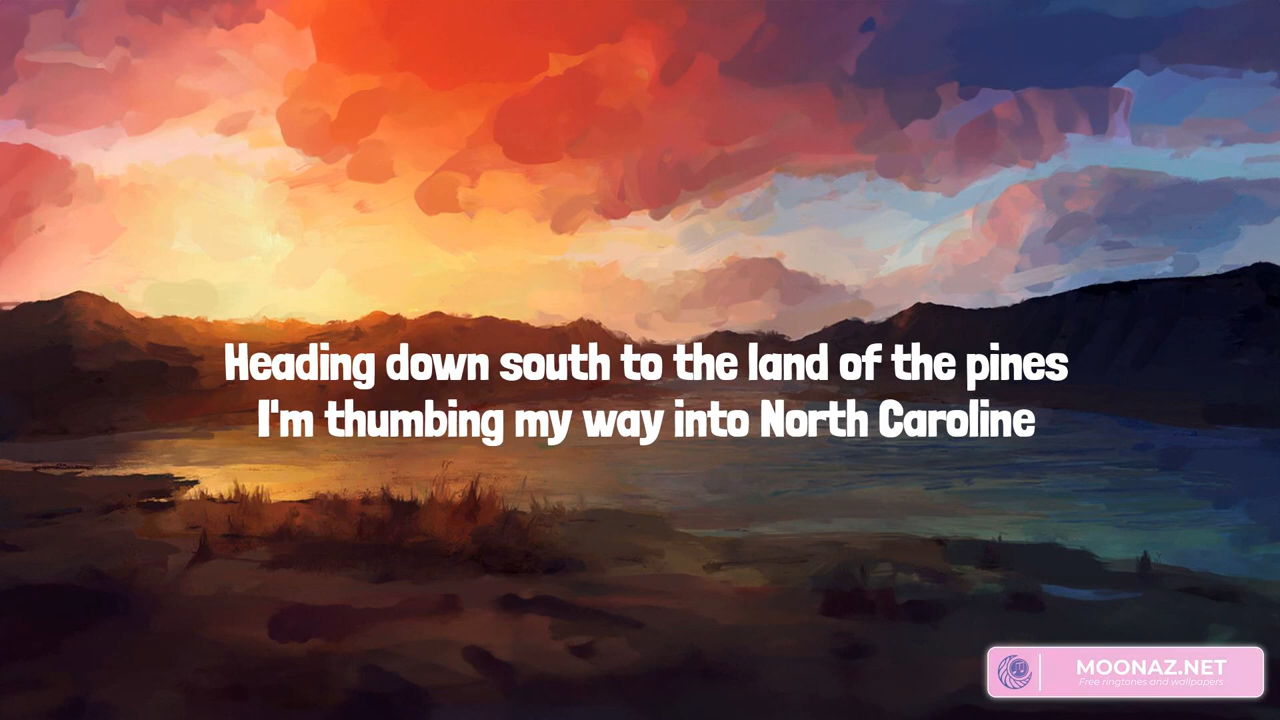 Heading down south to the land of the pines
I'm thumbing my way into North Caroline
MOONAZ.NET
Free ringtones and wallpapers